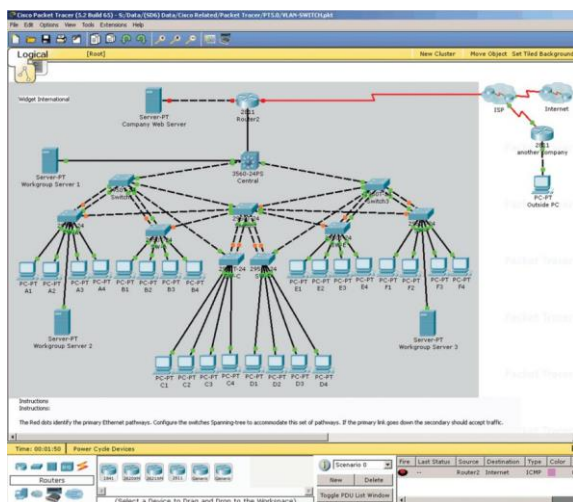 Cisco Packet Tracer (5.2 Build 65) - S:/Data/(SD6) Data/Cisco Related/Packet Tracer/PT5.0/VLAN-SWITCH.pkt
File Edit Options View Tools Extensions Help
Logical [Root] New Cluster Move Object Set Tiled Background
Widget International
Server-PT
Company Web Server
Router2
ISP
Internet
2811
another company
PC-PT
Outside PC
3560-24PS
Central
Server-PT
Workgroup Server 1
Switch3
PC-PT A1
PC-PT A2
PC-PT A3
PC-PT A4
PC-PT B1
PC-PT B2
PC-PT B3
PC-PT B4
PC-PT E1
PC-PT E2
PC-PT E3
PC-PT E4
PC-PT F1
PC-PT F2
PC-PT F3
PC-PT F4
Server-PT
Workgroup Server 2
Server-PT
Workgroup Server 3
PC-PT C1
PC-PT C2
PC-PT C3
PC-PT C4
PC-PT D1
PC-PT D2
PC-PT D3
PC-PT D4
Instructions
Instructions:
The Red dots identify the primary Ethernet pathways. Configure the switches Spanning-tree to accommodate this set of pathways. If the primary link goes down the secondary should accept traffic.
Time: 00:01:50 Power Cycle Devices
Routers
(Select a Device to Drag and Drop to the Workspace)
Scenario 0
New Delete
Toggle PDU List Window
Fire Last Status Source Destination Type Color
-- Router2 Internet ICMP